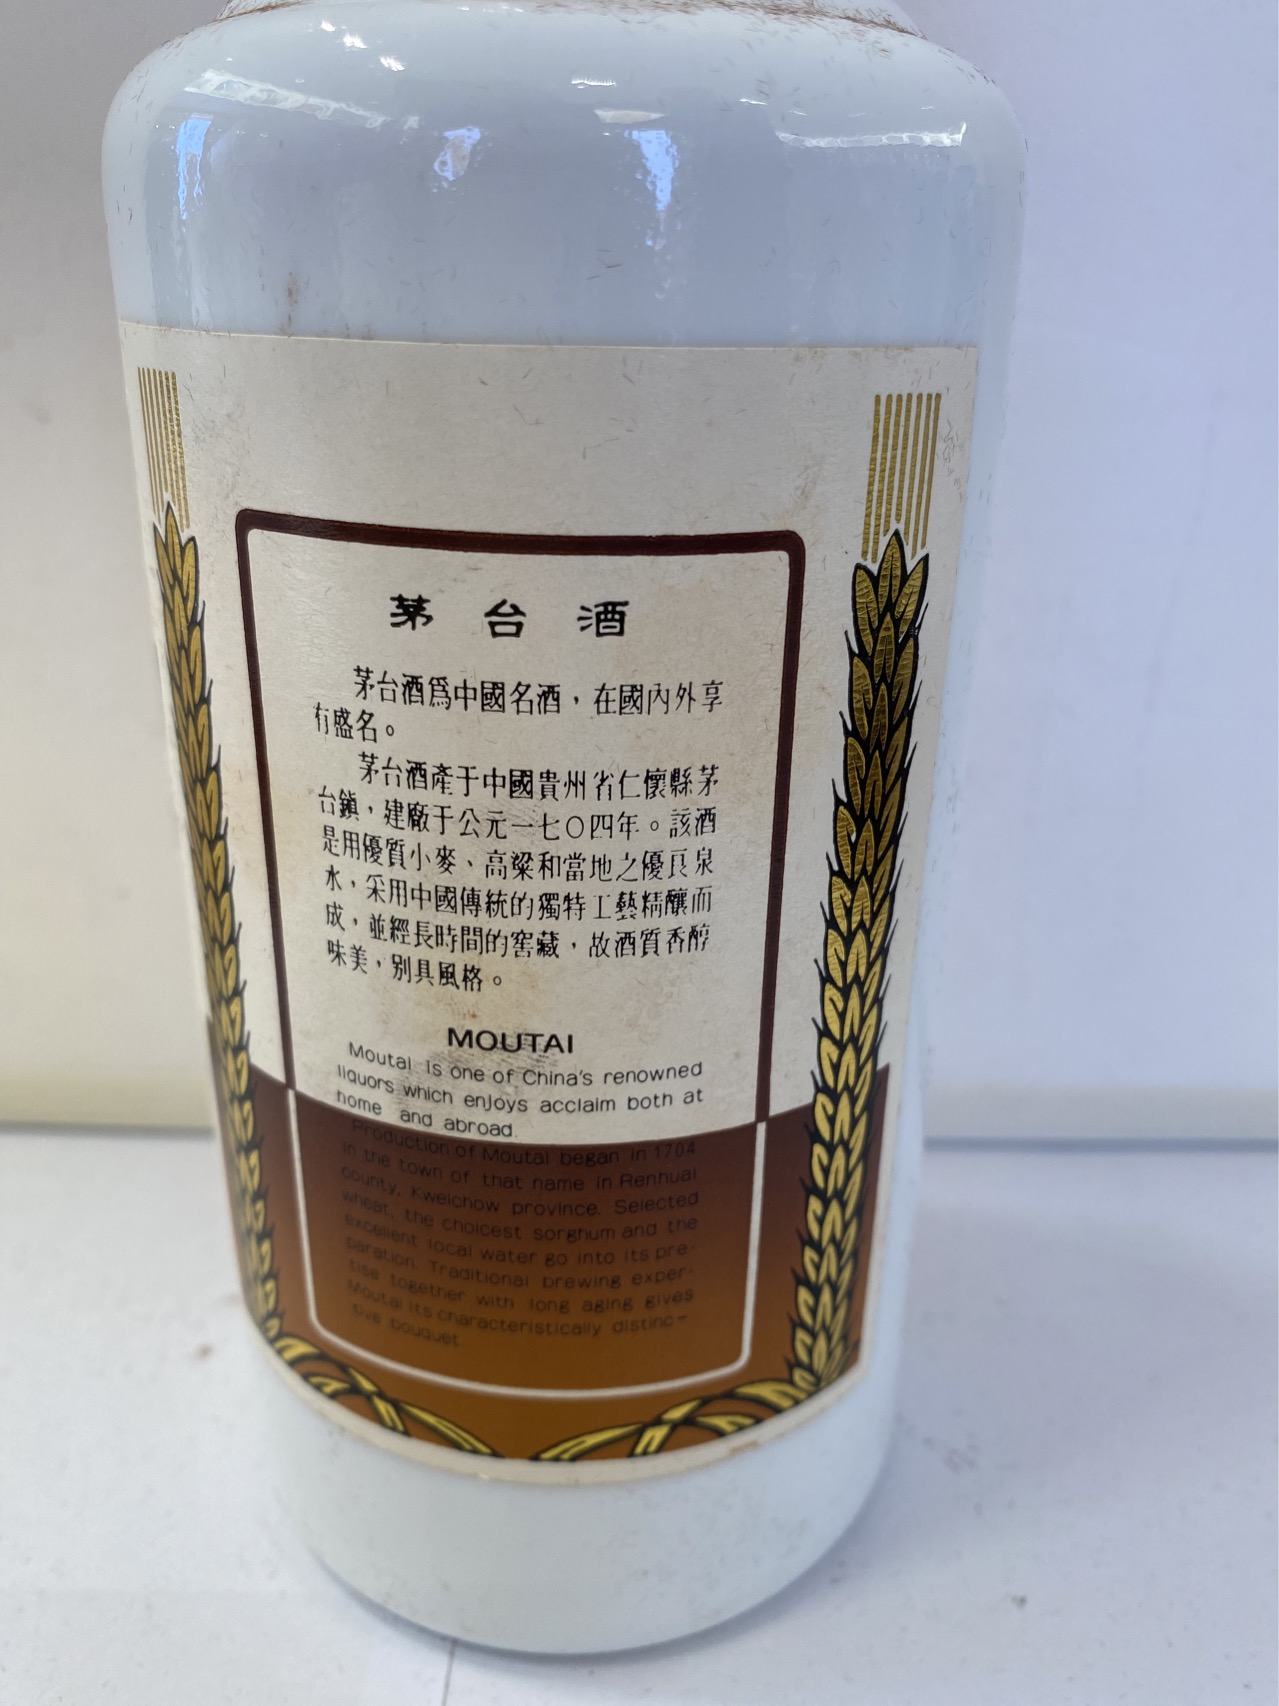 茅台酒
茅台酒爲中國名酒，在國內外享
有盛名。
茅台酒產于中國貴州省仁懷縣茅
台鎮，建廠于公元一七〇四年。該酒
是用優質小麥、高粱和當地之優良泉
水，采用中國傳統的獨特工藝精釀而
成，並經長時間的窖藏，故酒質香醇
味美，別具風格。
MOUTAI
Moutai is one of China's renowned
liquors which enjoys acclaim both at
home and abroad.
Production of Moutai began in 1704
in the town of that name in Renhuai
county, Kweichow province. Selected
wheat, the choicest sorghum and the
excellent local water go into its pre-
paration. Traditional brewing exper-
tise together with long aging gives
Moutai its characteristically distinc-
tive bouquet